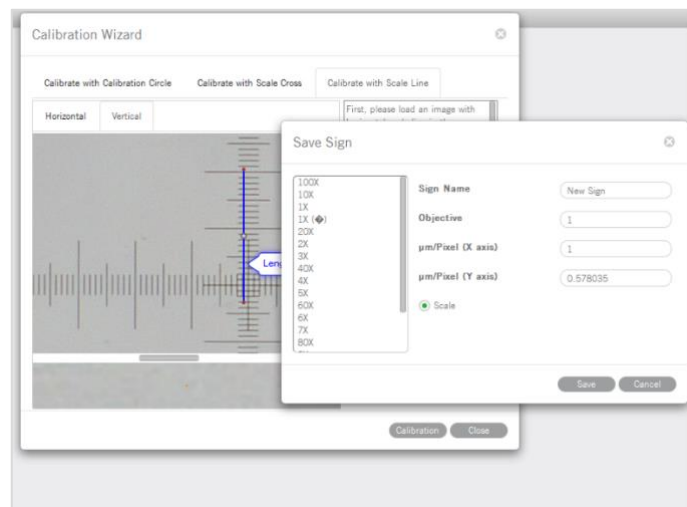 Calibration Wizard
Calibrate with Calibration Circle
Calibrate with Scale Cross
Calibrate with Scale Line
Horizontal
Vertical
First, please load an image with
Save Sign
100X
10X
1X
1X (�)
20X
2X
3X
40X
4X
5X
60X
6X
7X
80X
Sign Name
New Sign
Objective
1
µm/Pixel (X axis)
1
µm/Pixel (Y axis)
0.578035
Scale
Save
Cancel
Calibration
Close